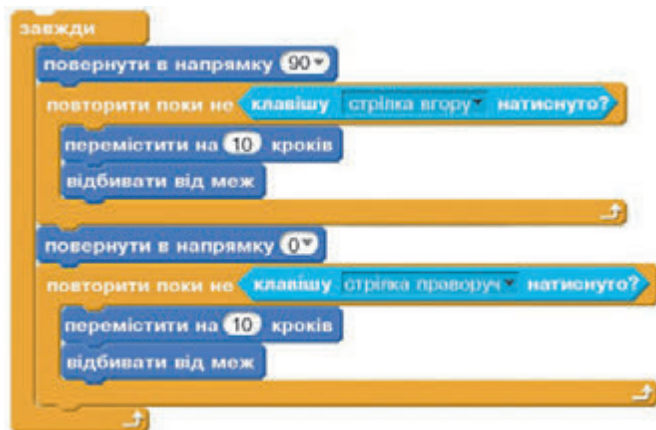 завжди
повернути в напрямку 90
повторити поки не клавішу стрілка вгору натиснуто?
перемістити на 10 кроків
відбивати від меж
повернути в напрямку 0
повторити поки не клавішу стрілка праворуч натиснуто?
перемістити на 10 кроків
відбивати від меж